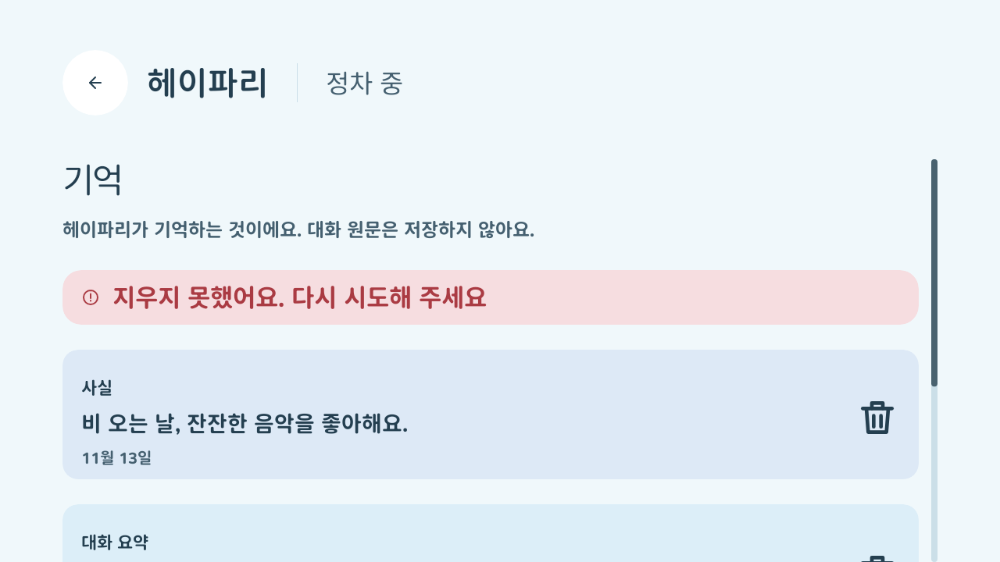 헤이파리
정차 중
기억
헤이파리가 기억하는 것이에요. 대화 원문은 저장하지 않아요.
지우지 못했어요. 다시 시도해 주세요
사실
비 오는 날, 잔잔한 음악을 좋아해요.
11월 13일
대화 요약